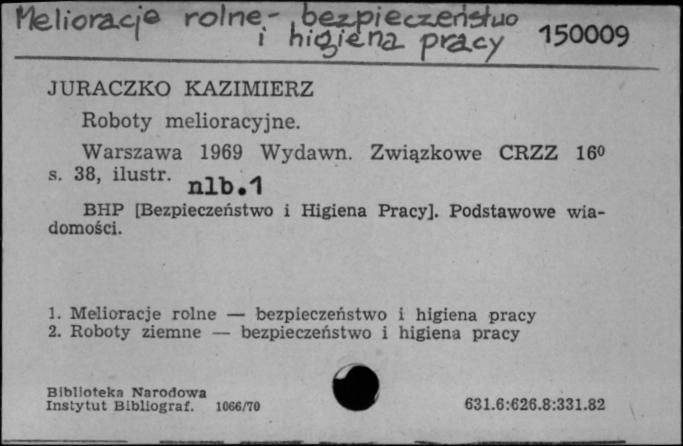 Melioracje rolne - bezpieczeństwo
i higiena pracy 150009
JURACZKO KAZIMIERZ
Roboty melioracyjne.
Warszawa 1969 Wydawn. Związkowe CRZZ 16⁰
s. 38, ilustr. nlb.1
BHP [Bezpieczeństwo i Higiena Pracy]. Podstawowe wia-
domości.
1. Melioracje rolne — bezpieczeństwo i higiena pracy
2. Roboty ziemne — bezpieczeństwo i higiena pracy
Biblioteka Narodowa
Instytut Bibliograf. 1066/70 631.6:626.8:331.82